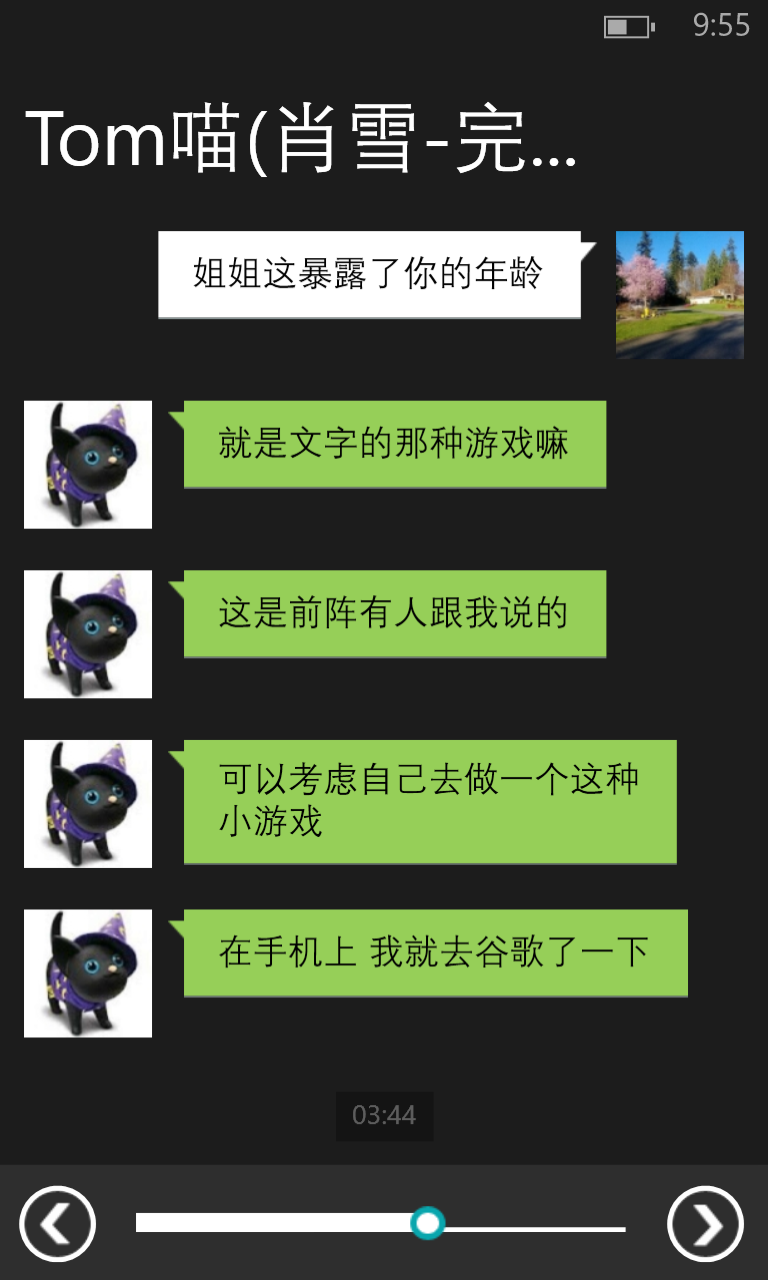 9:55
Tom喵(肖雪-完...
姐姐这暴露了你的年龄
就是文字的那种游戏嘛
这是前阵有人跟我说的
可以考虑自己去做一个这种
小游戏
在手机上 我就去谷歌了一下
03:44